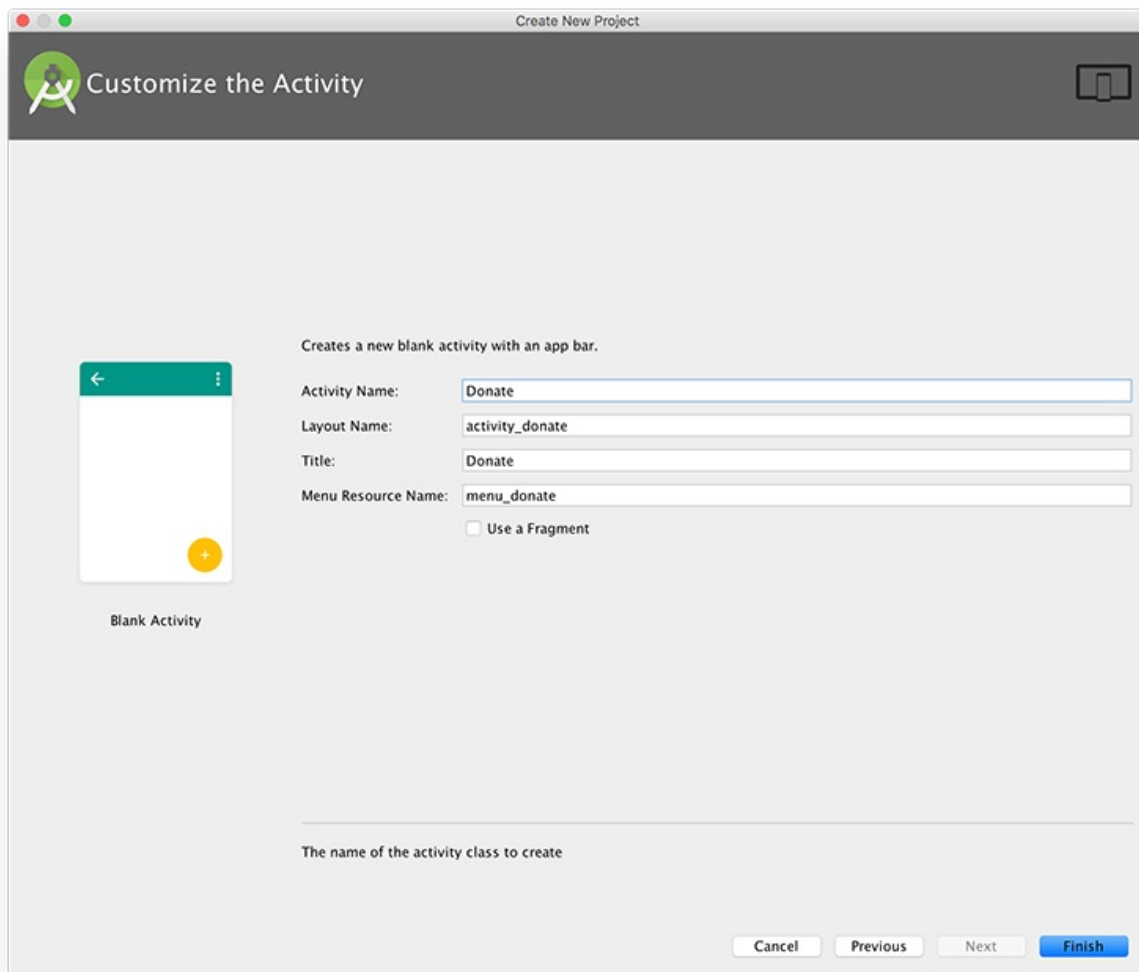 Create New Project
Customize the Activity
Creates a new blank activity with an app bar.
Activity Name: Donate
Layout Name: activity_donate
Title: Donate
Menu Resource Name: menu_donate
Use a Fragment
Blank Activity
The name of the activity class to create
Cancel Previous Next Finish